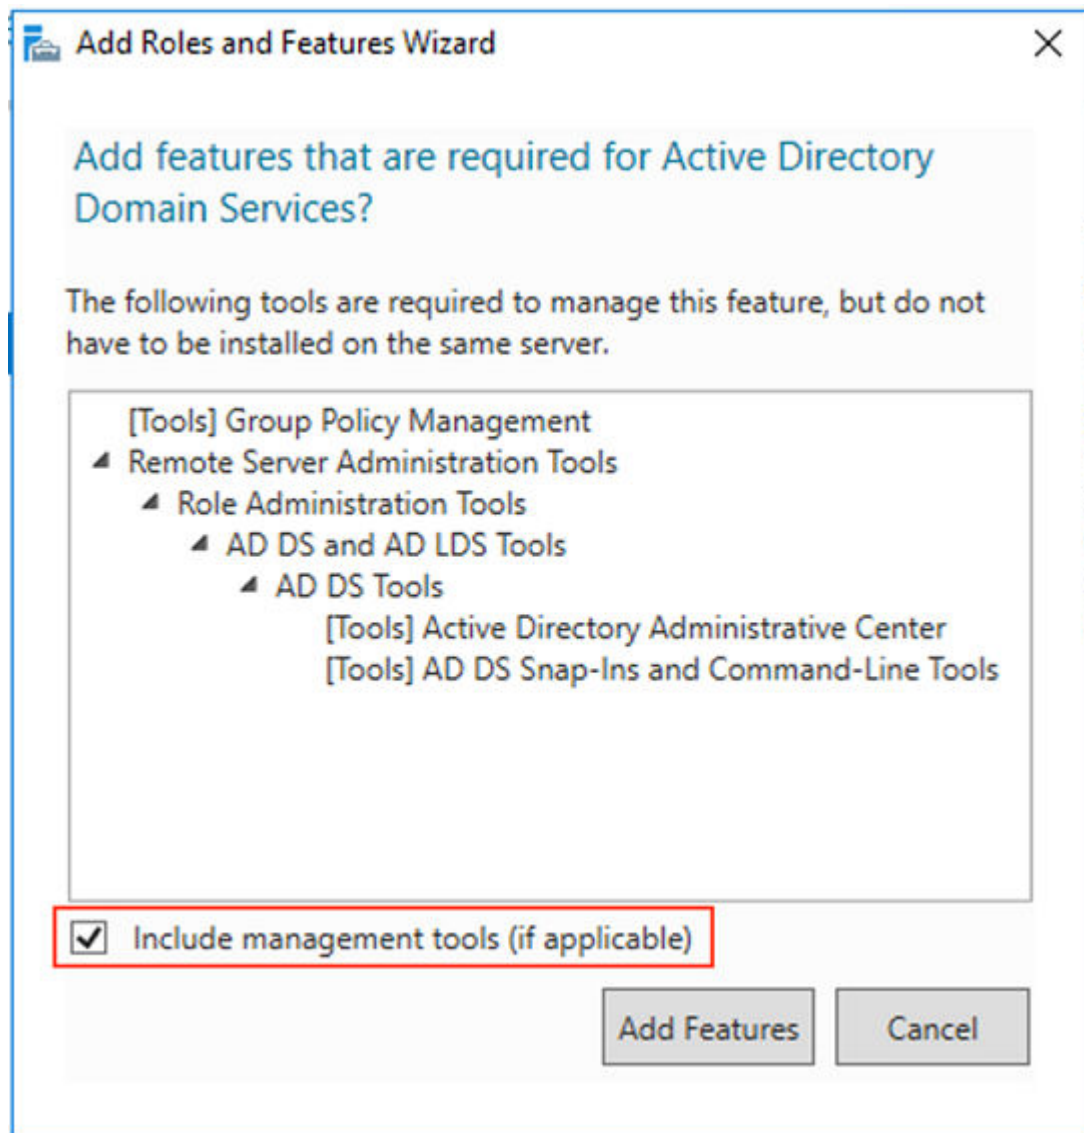 Add Roles and Features Wizard
Add features that are required for Active Directory
Domain Services?
The following tools are required to manage this feature, but do not
have to be installed on the same server.
[Tools] Group Policy Management
Remote Server Administration Tools
Role Administration Tools
AD DS and AD LDS Tools
AD DS Tools
[Tools] Active Directory Administrative Center
[Tools] AD DS Snap-Ins and Command-Line Tools
Include management tools (if applicable)
Add Features
Cancel